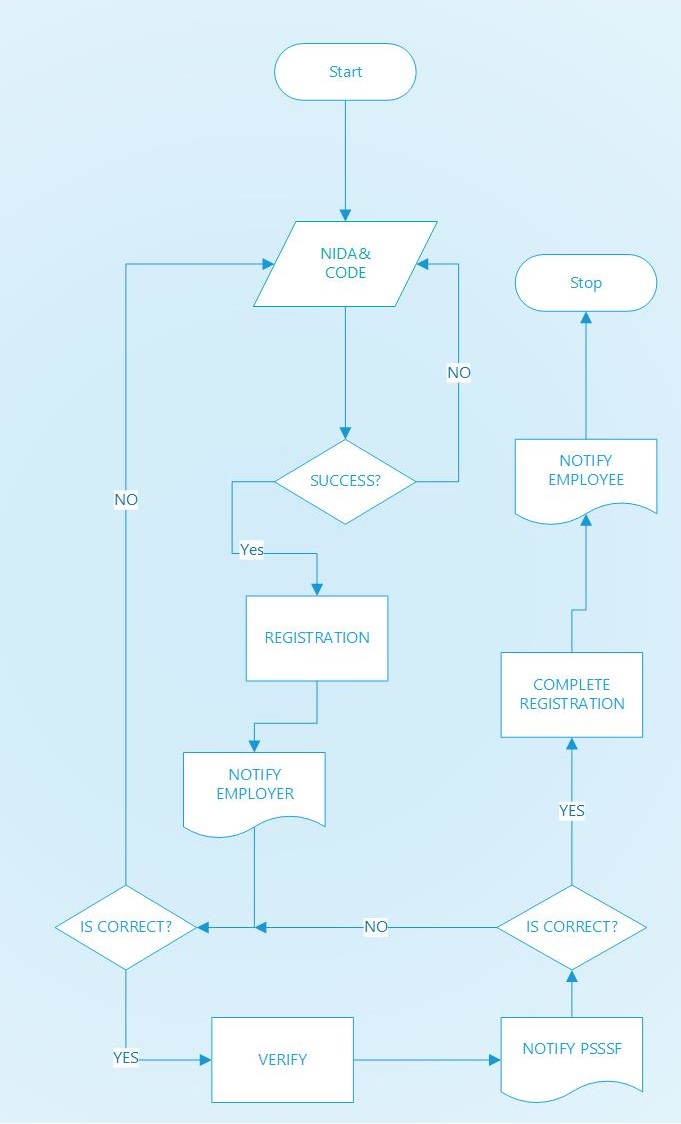 Start
NIDA&
CODE
Stop
NO
NOTIFY
EMPLOYEE
SUCCESS?
NO
Yes
REGISTRATION
COMPLETE
REGISTRATION
NOTIFY
EMPLOYER
YES
IS CORRECT?
NO
IS CORRECT?
YES
VERIFY
NOTIFY PSSSF